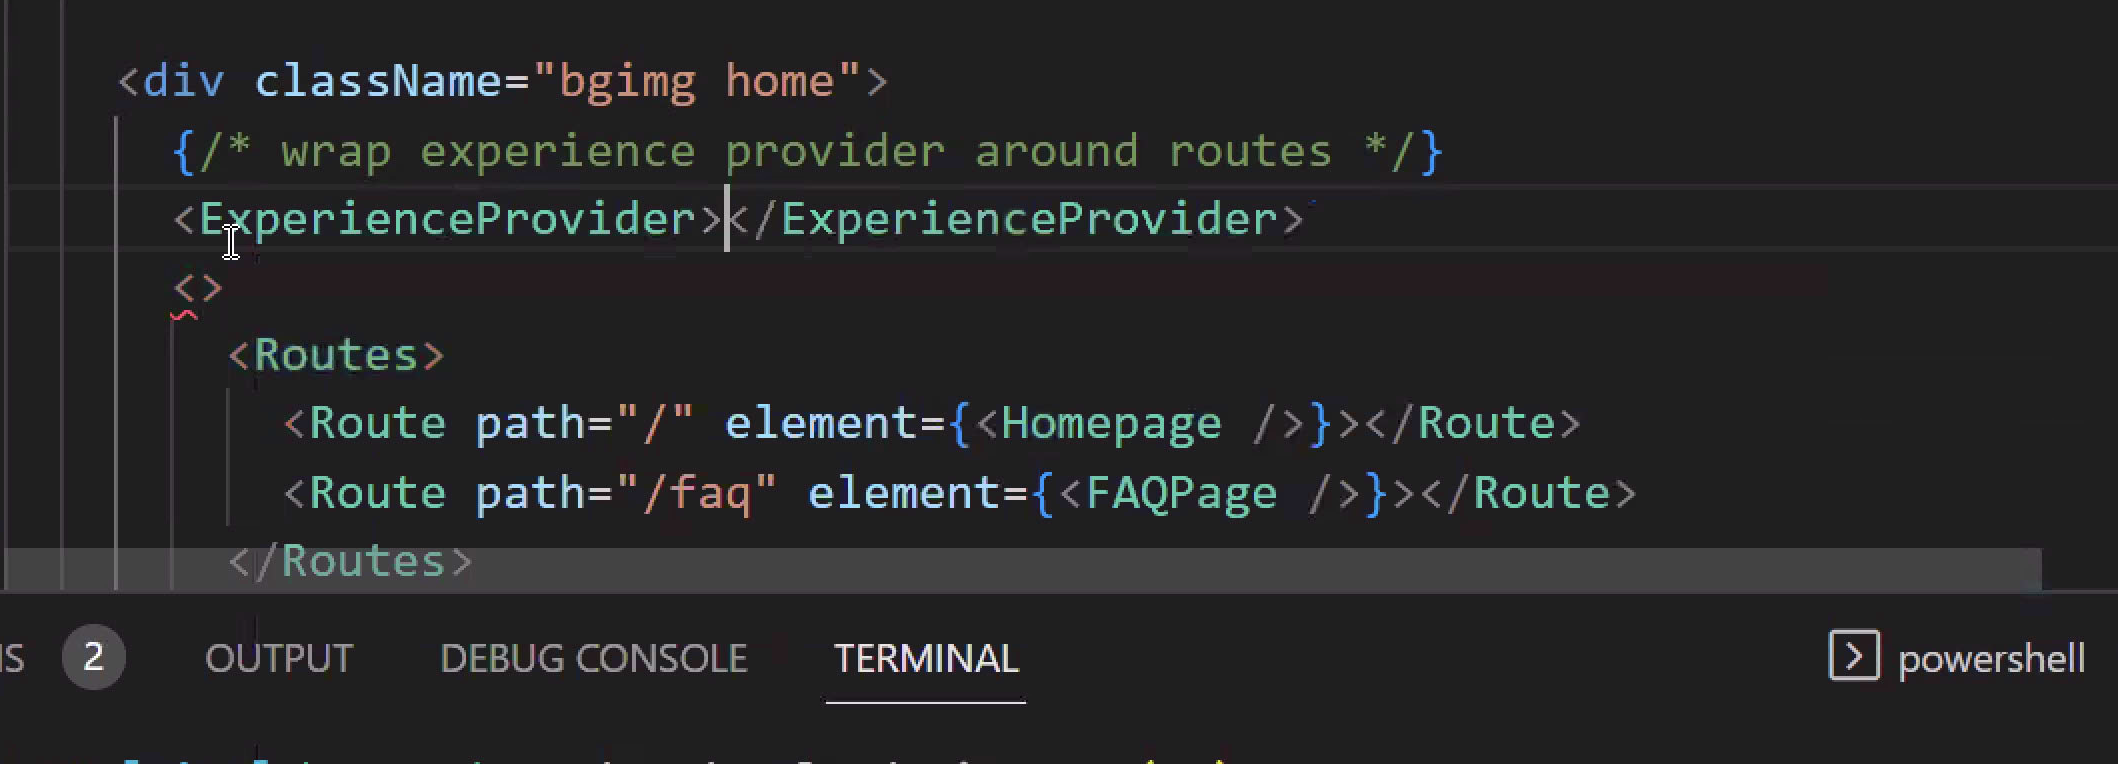 <div className="bgimg home">
{/* wrap experience provider around routes */}
<ExperienceProvider></ExperienceProvider>
<>
<Routes>
<Route path="/" element={<Homepage />}></Route>
<Route path="/faq" element={<FAQPage />}></Route>
</Routes>
S 2 OUTPUT DEBUG CONSOLE TERMINAL powershell